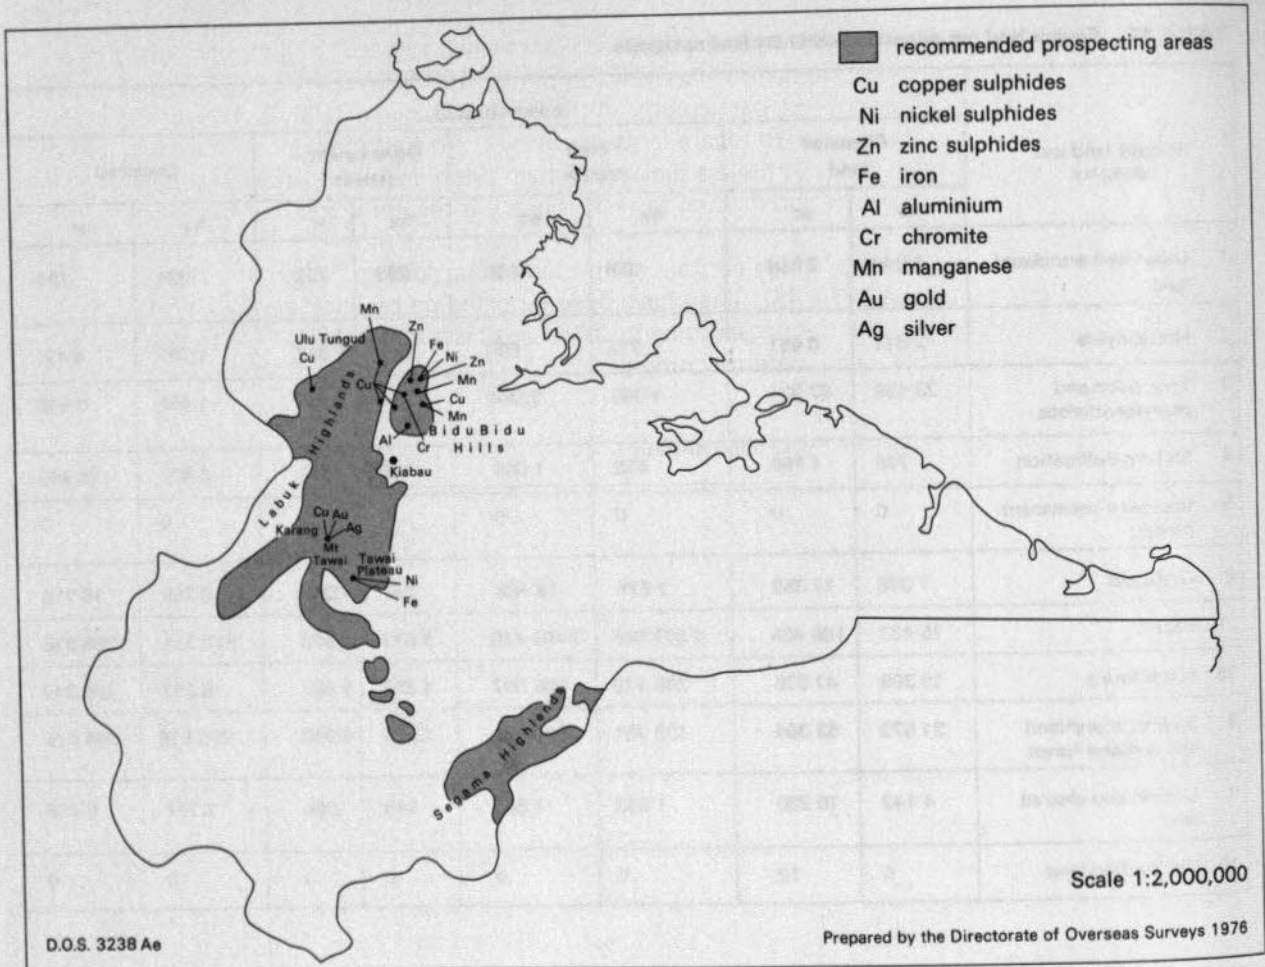 recommended prospecting areas
Cu copper sulphides
Ni nickel sulphides
Zn zinc sulphides
Fe iron
Al aluminium
Cr chromite
Mn manganese
Au gold
Ag silver
Mn
Zn
Ulu Tungud
Fe
Ni
Cu
Zn
Cu
Mn
Cu
Mn
Labuk Highlands
Al
Bidu Bidu
Hills
Cr
Kiabau
Cu Au
Karang Ag
Mt
Tawai
Tawai
Plateau
Ni
Fe
Segama Highlands
Scale 1:2,000,000
D.O.S. 3238 Ae
Prepared by the Directorate of Overseas Surveys 1976